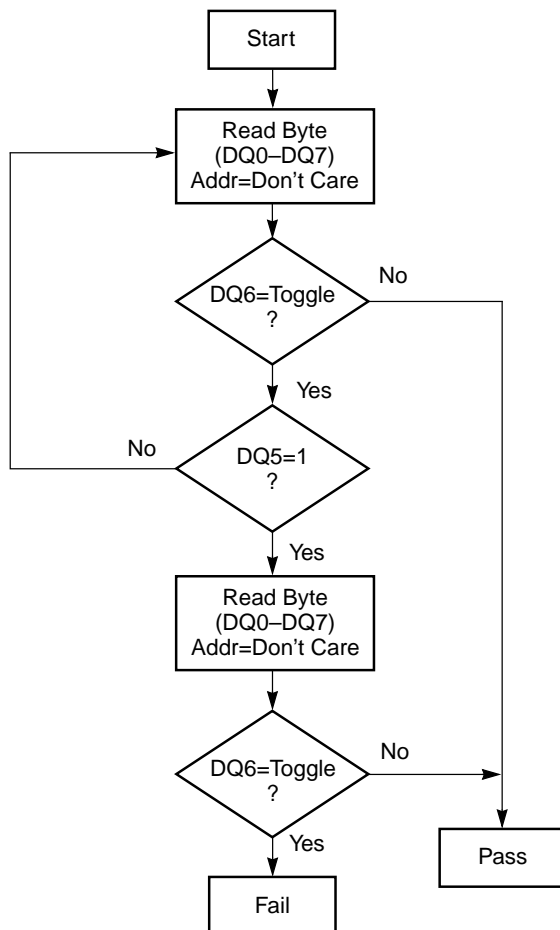 Start
Read Byte
(DQ0–DQ7)
Addr=Don't Care
DQ6=Toggle
?
No
Yes
DQ5=1
?
No
Yes
Read Byte
(DQ0–DQ7)
Addr=Don't Care
DQ6=Toggle
?
No
Yes
Pass
Fail